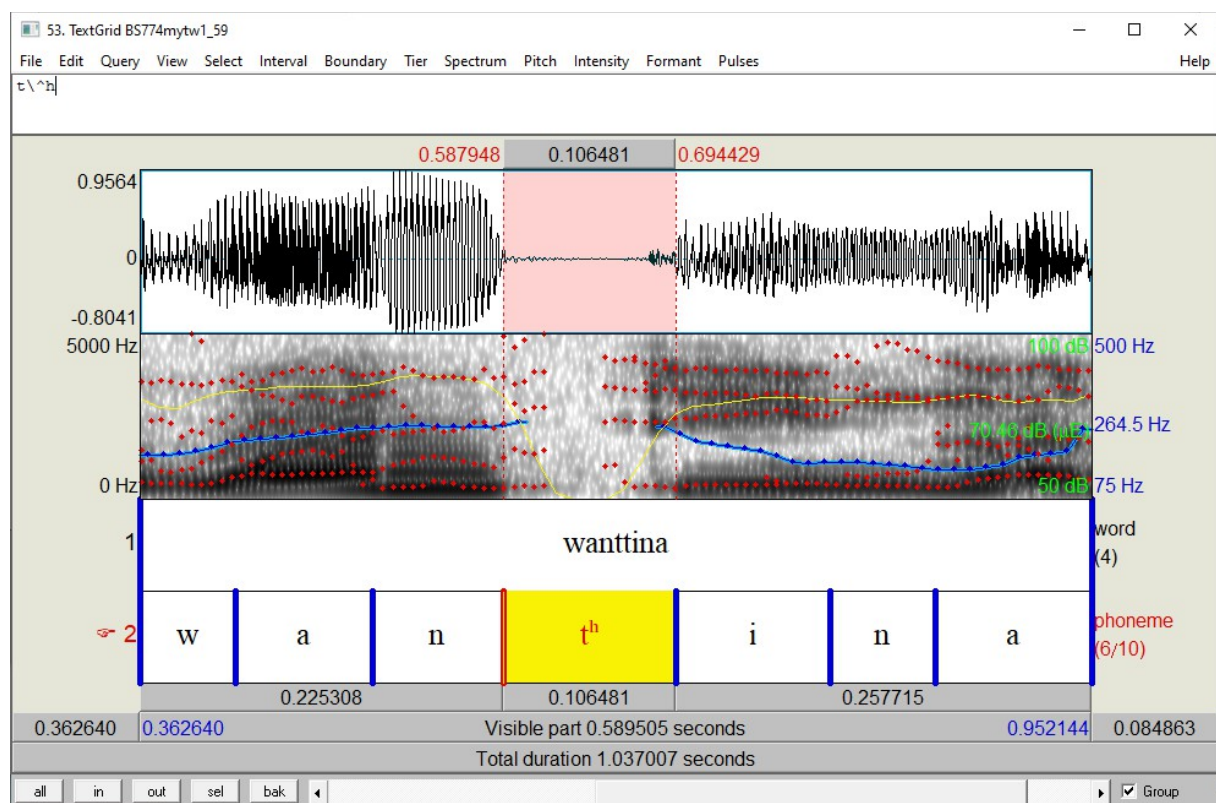 53. TextGrid BS774mytw1_59
File Edit Query View Select Interval Boundary Tier Spectrum Pitch Intensity Formant Pulses Help
t\^h
0.587948 0.106481 0.694429
0.9564
0
-0.8041
5000 Hz 100 dB 500 Hz
70.46 dB (µE) 264.5 Hz
0 Hz 50 dB 75 Hz
1 wanttina word
(4)
2 w a n tʰ i n a phoneme
(6/10)
0.225308 0.106481 0.257715
0.362640 0.362640 Visible part 0.589505 seconds 0.952144 0.084863
Total duration 1.037007 seconds
all in out sel bak Group